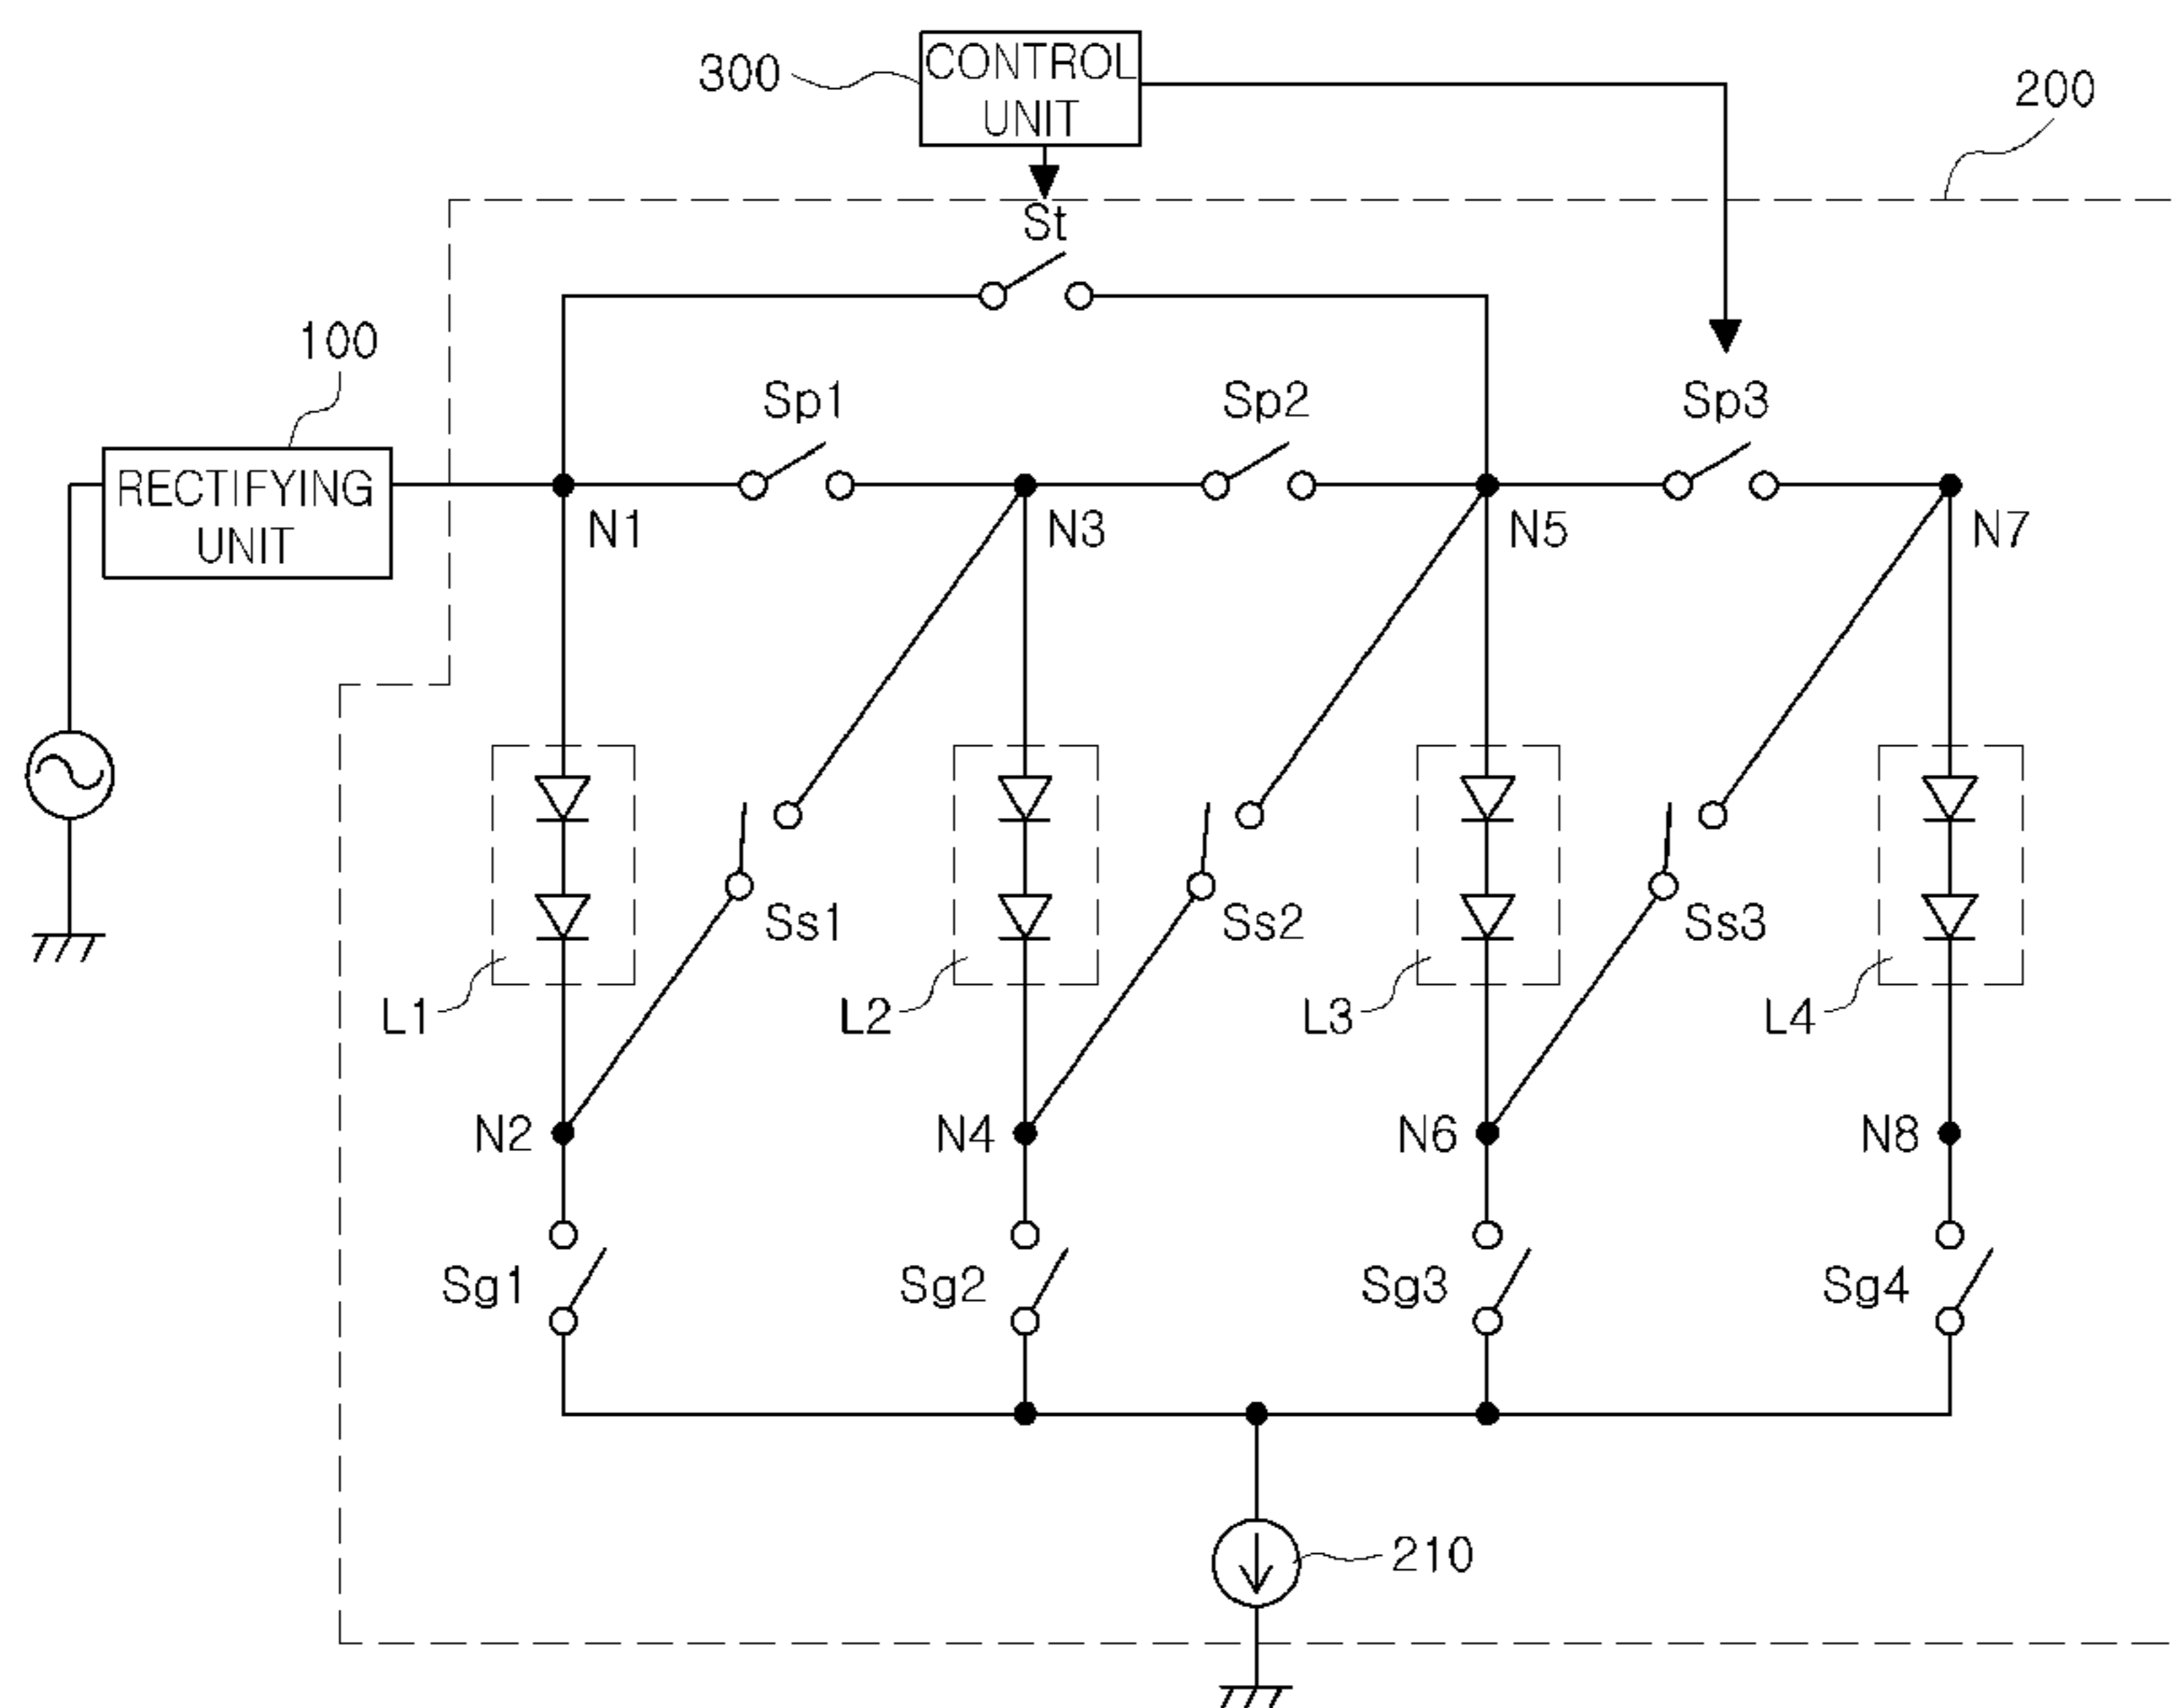 300
CONTROL
UNIT
200
St
100
Sp1
Sp2
Sp3
RECTIFYING
UNIT
N1
N3
N5
N7
Ss1
Ss2
Ss3
L1
L2
L3
L4
N2
N4
N6
N8
Sg1
Sg2
Sg3
Sg4
210